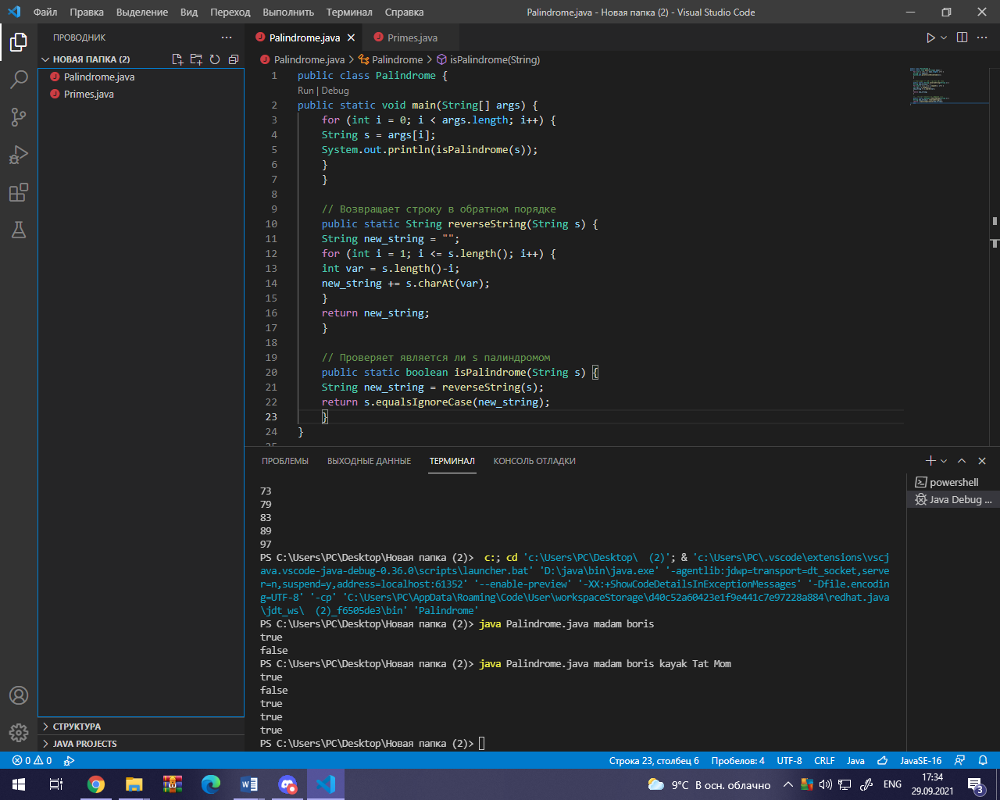 Файл Правка Выделение Вид Переход Выполнить Терминал Справка Palindrome.java - Новая папка (2) - Visual Studio Code
ПРОВОДНИК
НОВАЯ ПАПКА (2)
Palindrome.java
Primes.java
СТРУКТУРА
JAVA PROJECTS
Palindrome.java Primes.java
Palindrome.java > Palindrome > isPalindrome(String)
1 public class Palindrome {
Run | Debug
2 public static void main(String[] args) {
3 for (int i = 0; i < args.length; i++) {
4 String s = args[i];
5 System.out.println(isPalindrome(s));
6 }
7 }
8
9 // Возвращает строку в обратном порядке
10 public static String reverseString(String s) {
11 String new_string = "";
12 for (int i = 1; i <= s.length(); i++) {
13 int var = s.length()-i;
14 new_string += s.charAt(var);
15 }
16 return new_string;
17 }
18
19 // Проверяет является ли s палиндромом
20 public static boolean isPalindrome(String s) {
21 String new_string = reverseString(s);
22 return s.equalsIgnoreCase(new_string);
23 }
24 }
ПРОБЛЕМЫ ВЫХОДНЫЕ ДАННЫЕ ТЕРМИНАЛ КОНСОЛЬ ОТЛАДКИ
powershell
Java Debug ...
73
79
83
89
97
PS C:\Users\PC\Desktop\Новая папка (2)>  c:; cd 'c:\Users\PC\Desktop\  (2)'; & 'c:\Users\PC\.vscode\extensions\vscj
ava.vscode-java-debug-0.36.0\scripts\launcher.bat' 'D:\java\bin\java.exe' '-agentlib:jdwp=transport=dt_socket,serve
r=n,suspend=y,address=localhost:61352' '--enable-preview' '-XX:+ShowCodeDetailsInExceptionMessages' '-Dfile.encodin
g=UTF-8' '-cp' 'C:\Users\PC\AppData\Roaming\Code\User\workspaceStorage\d40c52a60423e1f9e441c7e97228a884\redhat.java
\jdt_ws\  (2)_f6505de3\bin' 'Palindrome'
PS C:\Users\PC\Desktop\Новая папка (2)> java Palindrome.java madam boris
true
false
PS C:\Users\PC\Desktop\Новая папка (2)> java Palindrome.java madam boris kayak Tat Mom
true
false
true
true
true
PS C:\Users\PC\Desktop\Новая папка (2)>
0 0 Строка 23, столбец 6 Пробелов: 4 UTF-8 CRLF Java JavaSE-16
9°C В осн. облачно ENG 17:34
29.09.2021 3